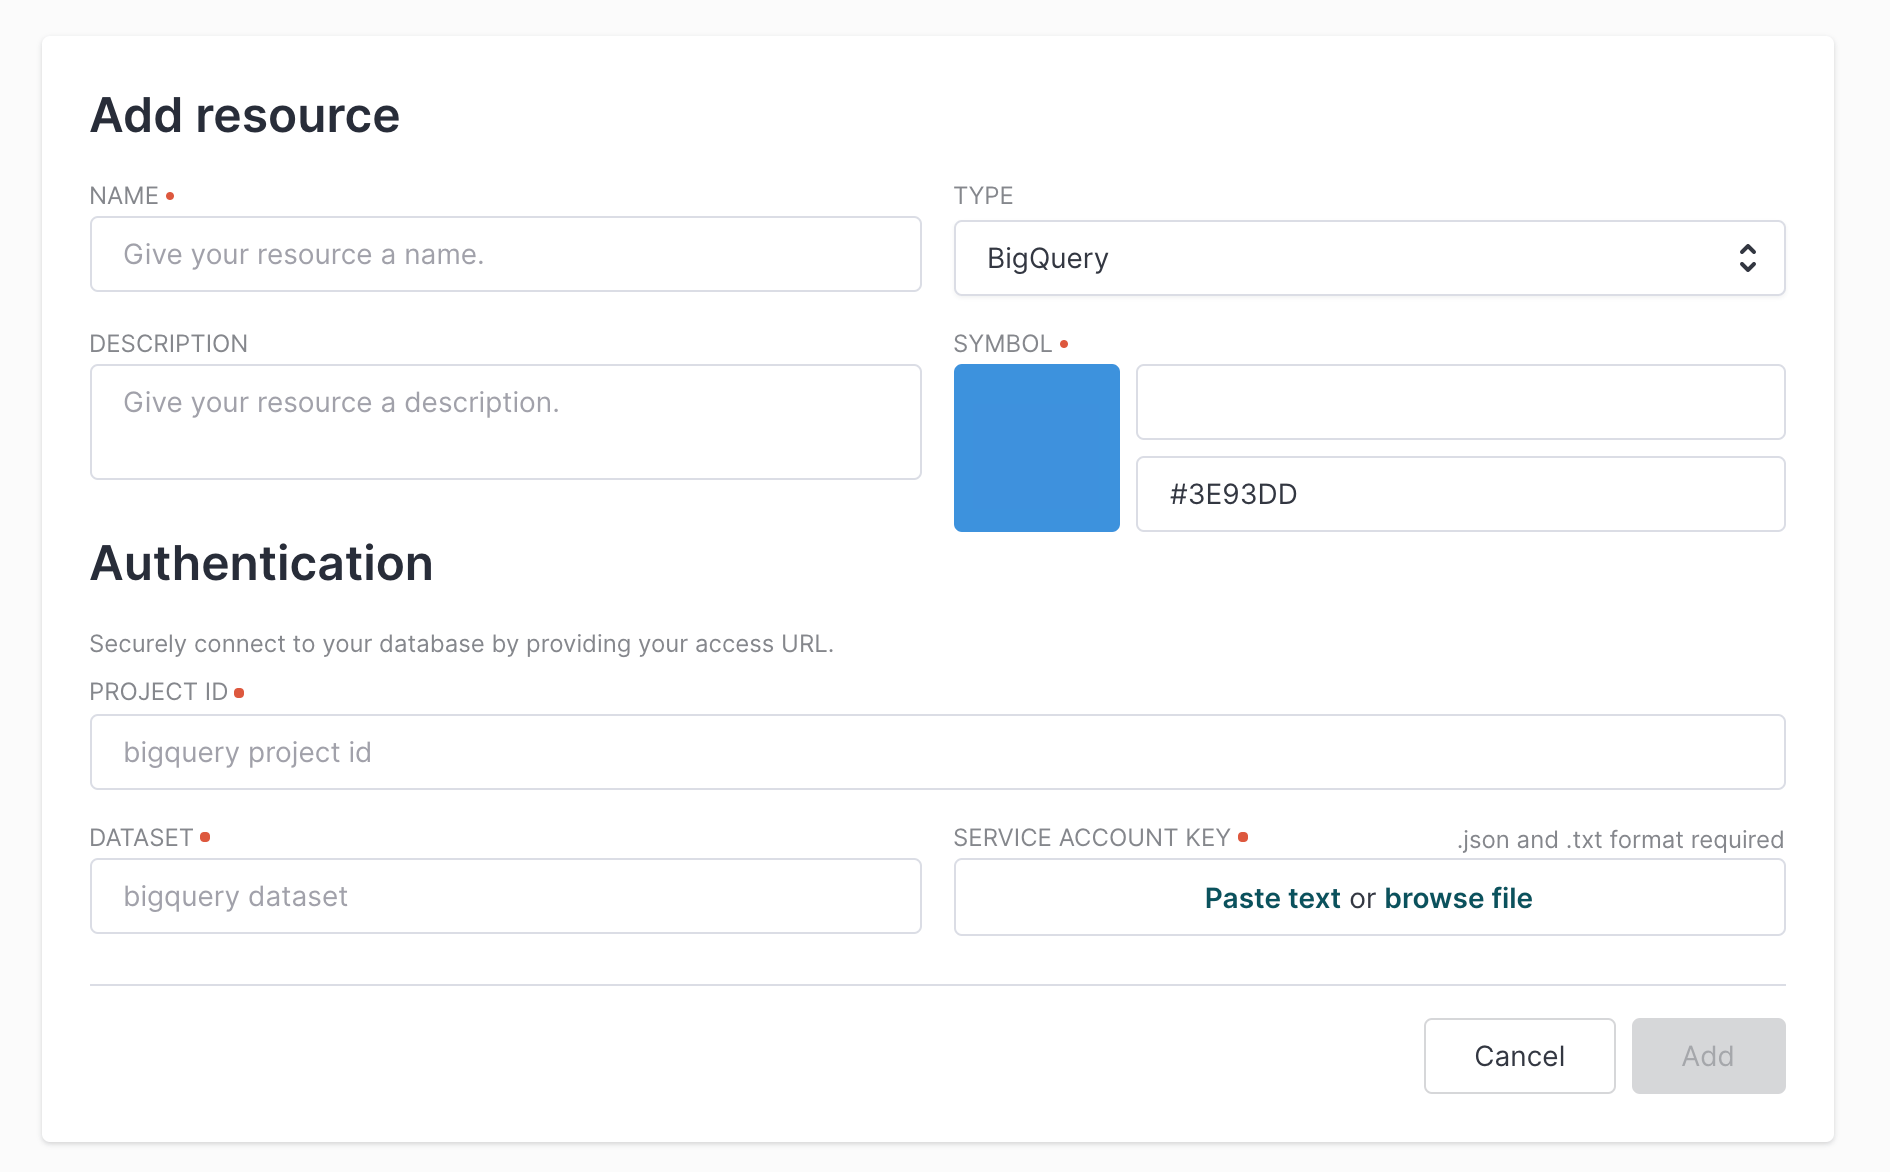 Add resource
NAME
Give your resource a name.
TYPE
BigQuery
DESCRIPTION
Give your resource a description.
SYMBOL
#3E93DD
Authentication
Securely connect to your database by providing your access URL.
PROJECT ID
bigquery project id
DATASET
bigquery dataset
SERVICE ACCOUNT KEY
.json and .txt format required
Paste text or browse file
Cancel
Add